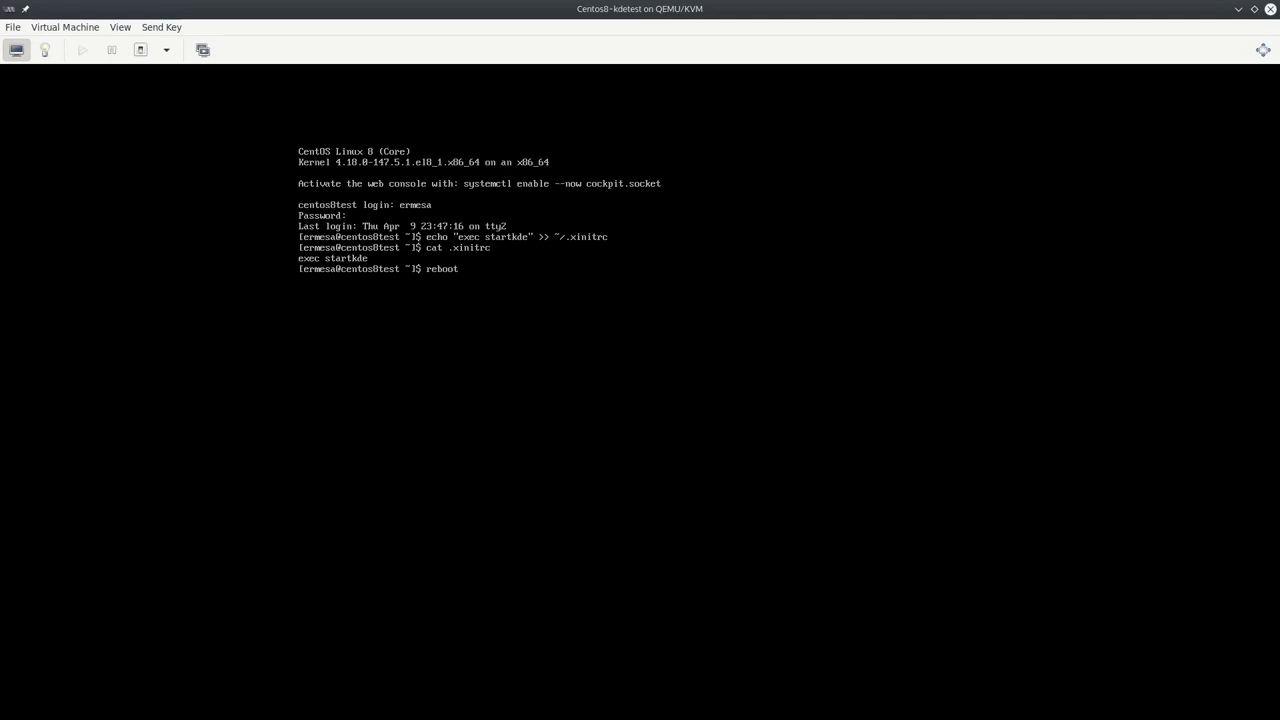 Centos8-kdetest on QEMU/KVM
File Virtual Machine View Send Key
CentOS Linux 8 (Core)
Kernel 4.18.0-147.5.1.el8_1.x86_64 on an x86_64
Activate the web console with: systemctl enable --now cockpit.socket
centos8test login: ermesa
Password:
Last login: Thu Apr  9 23:47:16 on tty2
[ermesa@centos8test ~]$ echo "exec startkde" >> ~/.xinitrc
[ermesa@centos8test ~]$ cat .xinitrc
exec startkde
[ermesa@centos8test ~]$ reboot